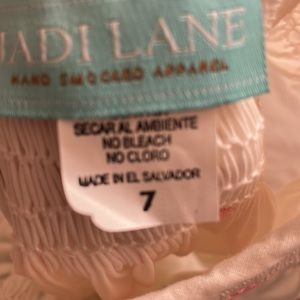 JADI LANE
HAND SMOCKED APPAREL
SECAR AL AMBIENTE
NO BLEACH
NO CLORO
MADE IN EL SALVADOR
7